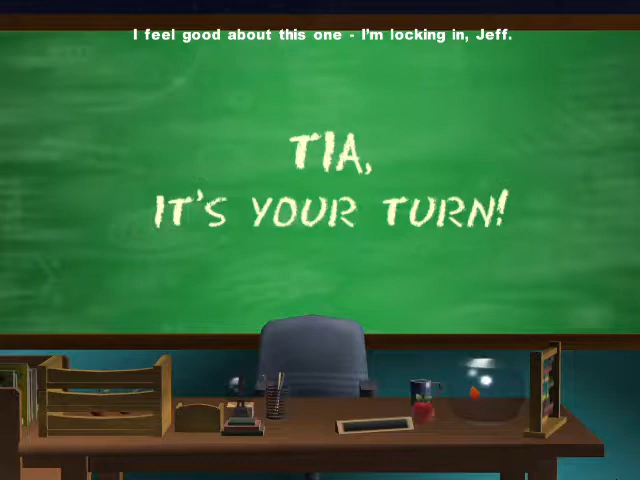 I feel good about this one - I'm locking in, Jeff.
TIA,
IT'S YOUR TURN!